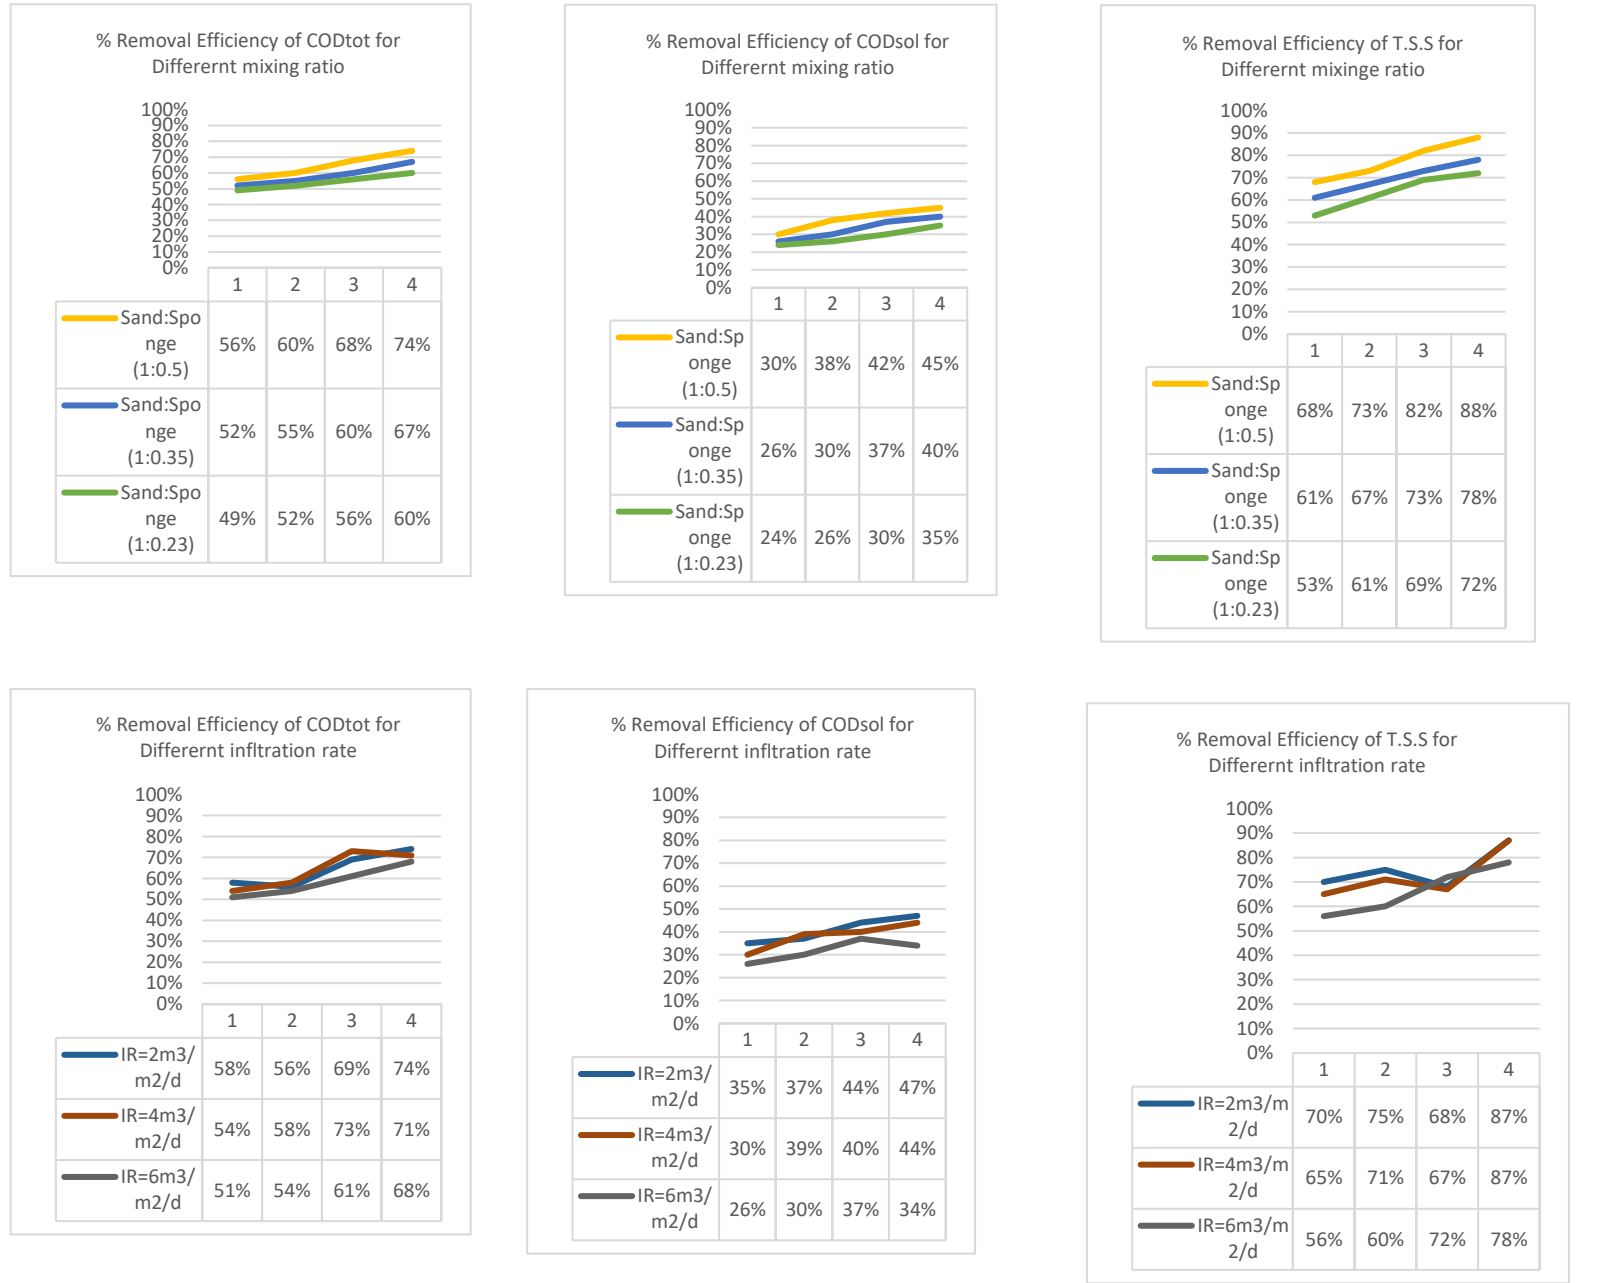 % Removal Efficiency of CODtot for
Differernt mixing ratio
100%
90%
80%
70%
60%
50%
40%
30%
20%
10%
0%
1 2 3 4
Sand:Spo
nge
(1:0.5)
56% 60% 68% 74%
Sand:Spo
nge
(1:0.35)
52% 55% 60% 67%
Sand:Spo
nge
(1:0.23)
49% 52% 56% 60%
% Removal Efficiency of CODsol for
Differernt mixing ratio
100%
90%
80%
70%
60%
50%
40%
30%
20%
10%
0%
1 2 3 4
Sand:Sp
onge
(1:0.5)
30% 38% 42% 45%
Sand:Sp
onge
(1:0.35)
26% 30% 37% 40%
Sand:Sp
onge
(1:0.23)
24% 26% 30% 35%
% Removal Efficiency of T.S.S for
Differernt mixinge ratio
100%
90%
80%
70%
60%
50%
40%
30%
20%
10%
0%
1 2 3 4
Sand:Sp
onge
(1:0.5)
68% 73% 82% 88%
Sand:Sp
onge
(1:0.35)
61% 67% 73% 78%
Sand:Sp
onge
(1:0.23)
53% 61% 69% 72%
% Removal Efficiency of CODtot for
Differernt infltration rate
100%
90%
80%
70%
60%
50%
40%
30%
20%
10%
0%
1 2 3 4
IR=2m3/
m2/d
58% 56% 69% 74%
IR=4m3/
m2/d
54% 58% 73% 71%
IR=6m3/
m2/d
51% 54% 61% 68%
% Removal Efficiency of CODsol for
Differernt infltration rate
100%
90%
80%
70%
60%
50%
40%
30%
20%
10%
0%
1 2 3 4
IR=2m3/
m2/d
35% 37% 44% 47%
IR=4m3/
m2/d
30% 39% 40% 44%
IR=6m3/
m2/d
26% 30% 37% 34%
% Removal Efficiency of T.S.S for
Differernt infltration rate
100%
90%
80%
70%
60%
50%
40%
30%
20%
10%
0%
1 2 3 4
IR=2m3/m
2/d
70% 75% 68% 87%
IR=4m3/m
2/d
65% 71% 67% 87%
IR=6m3/m
2/d
56% 60% 72% 78%